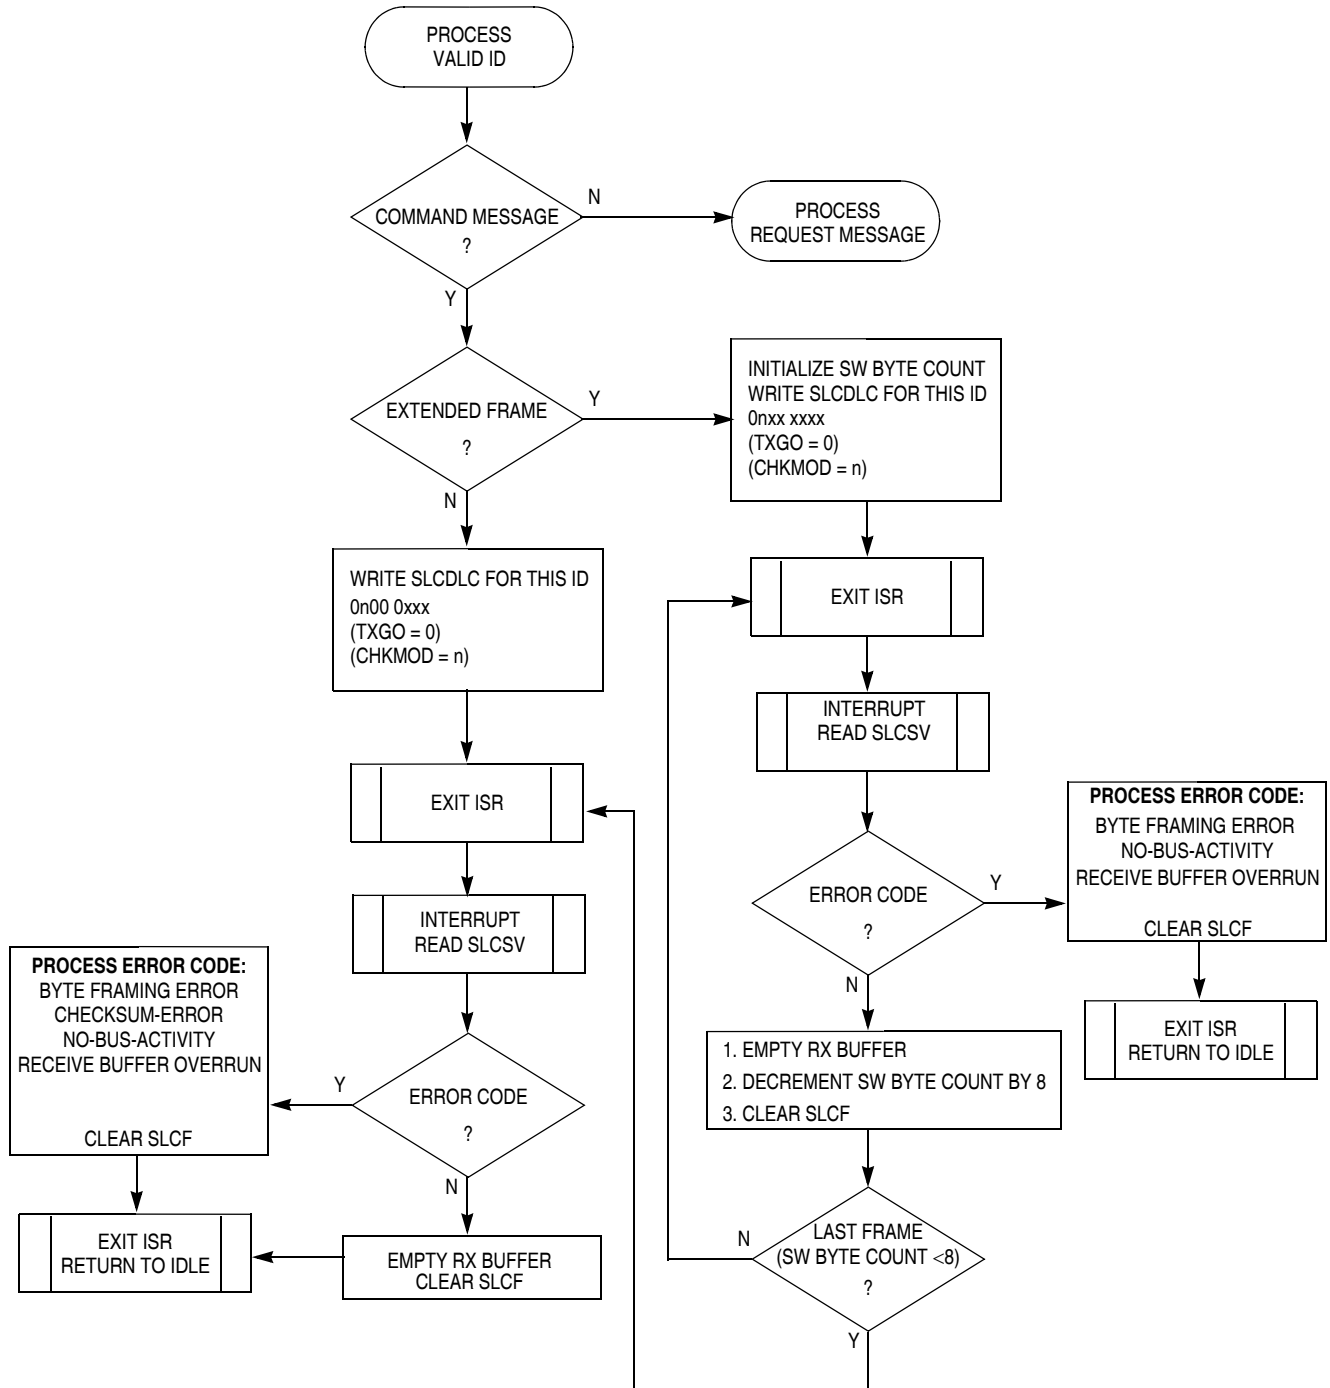 PROCESS
VALID ID
COMMAND MESSAGE
?
N
PROCESS
REQUEST MESSAGE
Y
EXTENDED FRAME
?
Y
INITIALIZE SW BYTE COUNT
WRITE SLCDLC FOR THIS ID
0nxx xxxx
(TXGO = 0)
(CHKMOD = n)
N
WRITE SLCDLC FOR THIS ID
0n00 0xxx
(TXGO = 0)
(CHKMOD = n)
EXIT ISR
INTERRUPT
READ SLCSV
ERROR CODE
?
Y
PROCESS ERROR CODE:
BYTE FRAMING ERROR
NO-BUS-ACTIVITY
RECEIVE BUFFER OVERRUN
CLEAR SLCF
EXIT ISR
RETURN TO IDLE
N
1. EMPTY RX BUFFER
2. DECREMENT SW BYTE COUNT BY 8
3. CLEAR SLCF
LAST FRAME
(SW BYTE COUNT <8)
?
N
Y
EXIT ISR
INTERRUPT
READ SLCSV
ERROR CODE
?
Y
PROCESS ERROR CODE:
BYTE FRAMING ERROR
CHECKSUM-ERROR
NO-BUS-ACTIVITY
RECEIVE BUFFER OVERRUN
CLEAR SLCF
EXIT ISR
RETURN TO IDLE
N
EMPTY RX BUFFER
CLEAR SLCF